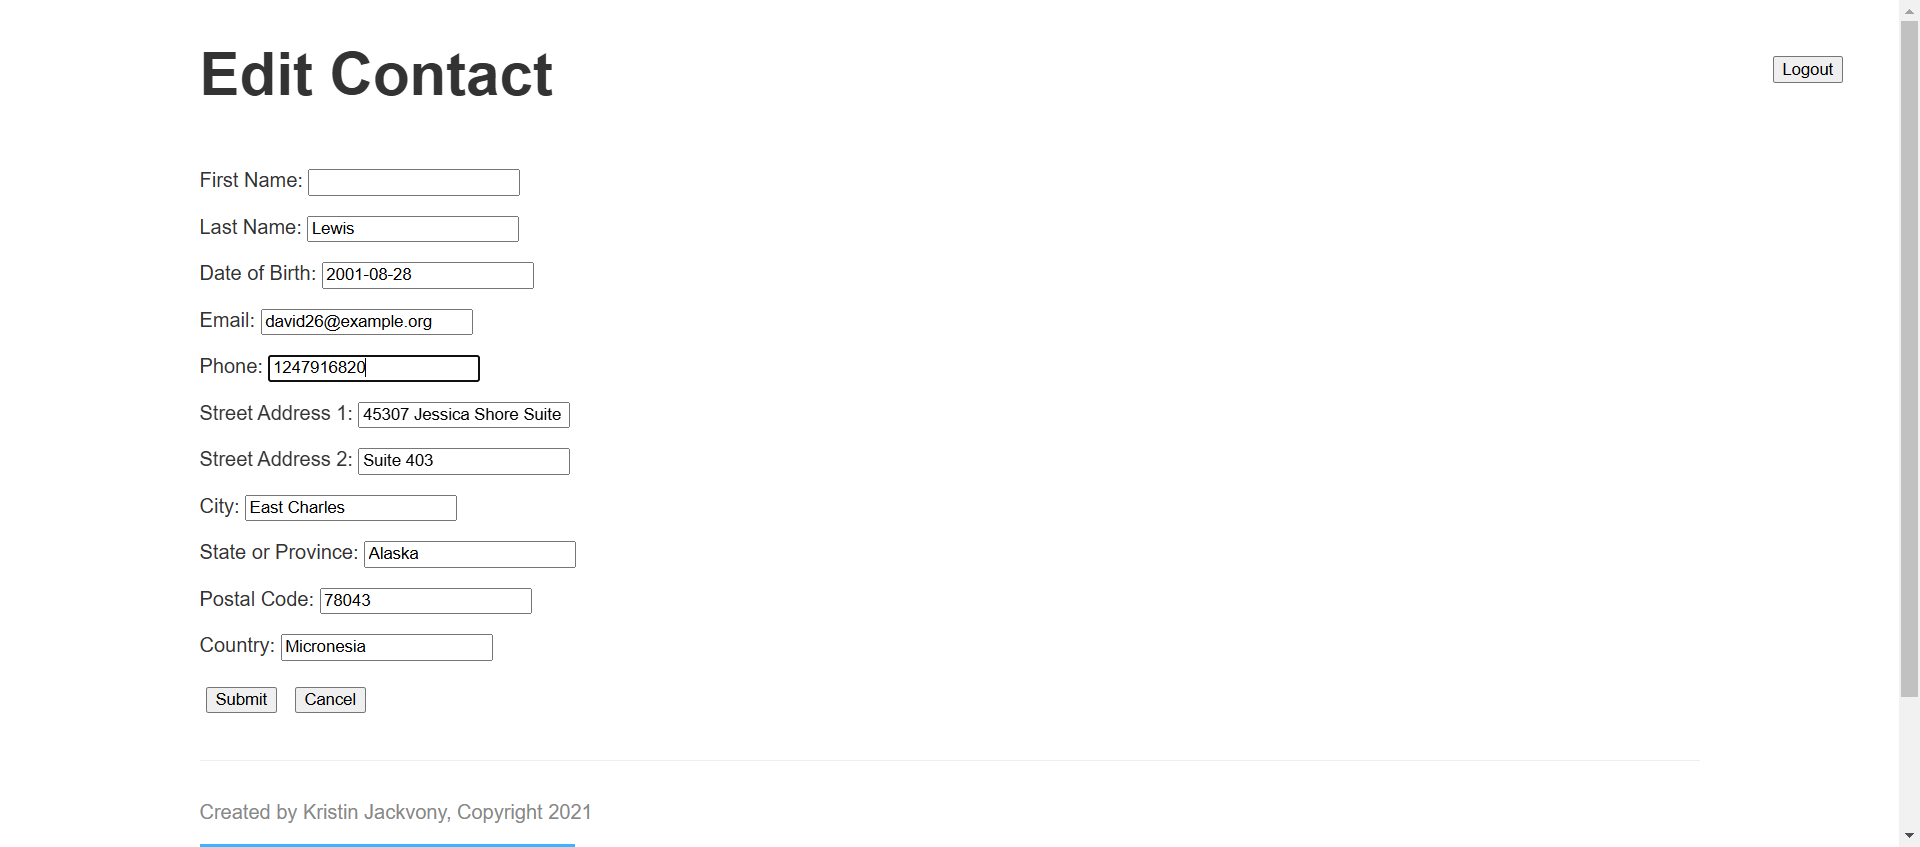 Edit Contact
Logout
First Name:
Last Name: Lewis
Date of Birth: 2001-08-28
Email: david26@example.org
Phone: 1247916820
Street Address 1: 45307 Jessica Shore Suite
Street Address 2: Suite 403
City: East Charles
State or Province: Alaska
Postal Code: 78043
Country: Micronesia
Submit Cancel
Created by Kristin Jackvony, Copyright 2021